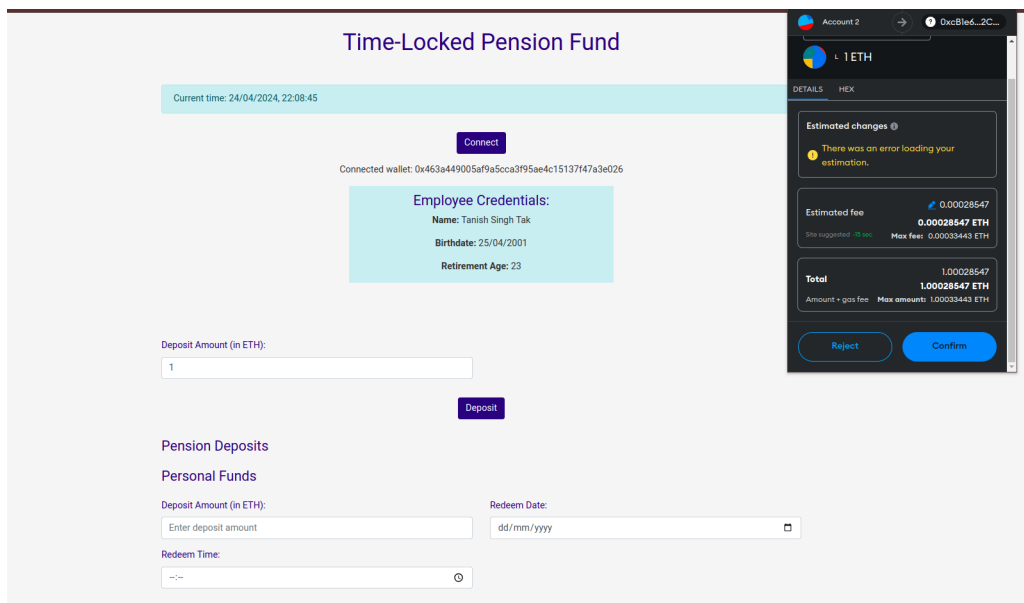 Time-Locked Pension Fund
Current time: 24/04/2024, 22:08:45
Connect
Connected wallet: 0x463a449005af9a5cca3f95ae4c15137f47a3e026
Employee Credentials:
Name: Tanish Singh Tak
Birthdate: 25/04/2001
Retirement Age: 23
Deposit Amount (in ETH):
1
Deposit
Pension Deposits
Personal Funds
Deposit Amount (in ETH):
Enter deposit amount
Redeem Date:
dd/mm/yyyy
Redeem Time:
--:--
Account 2
0xcB1e6...2C...
1 ETH
DETAILS HEX
Estimated changes
There was an error loading your
estimation.
Estimated fee 0.00028547
0.00028547 ETH
Site suggested ~15 sec Max fee: 0.00033443 ETH
Total 1.00028547
1.00028547 ETH
Amount + gas fee Max amount: 1.00033443 ETH
Reject Confirm